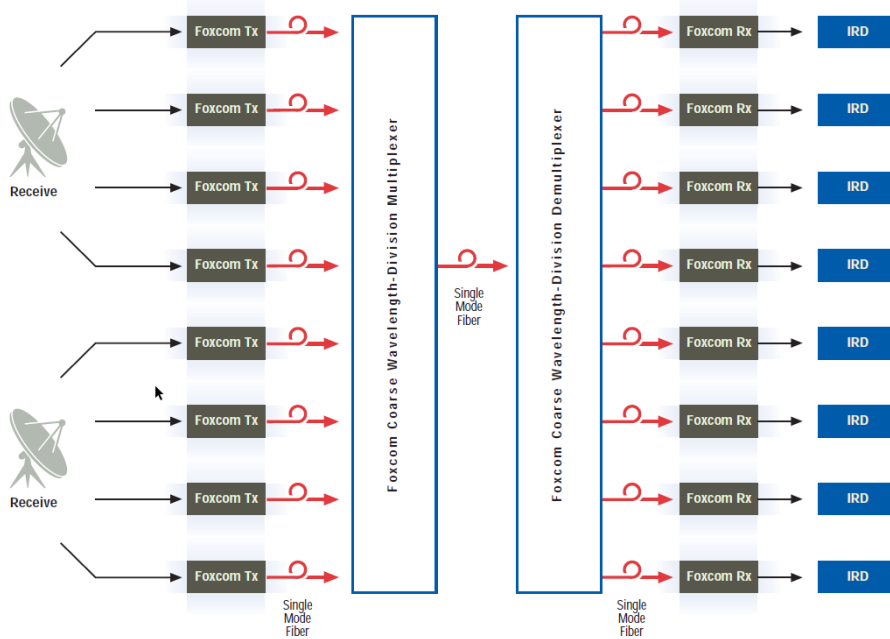 Foxcom Tx
Foxcom Rx
IRD
Foxcom Tx
Foxcom Rx
IRD
Receive
Foxcom Tx
Foxcom Rx
IRD
Foxcom Tx
Foxcom Rx
IRD
Foxcom Coarse Wavelength-Division Multiplexer
Single
Mode
Fiber
Foxcom Coarse Wavelength-Division Demultiplexer
Foxcom Tx
Foxcom Rx
IRD
Foxcom Tx
Foxcom Rx
IRD
Receive
Foxcom Tx
Foxcom Rx
IRD
Foxcom Tx
Foxcom Rx
IRD
Single
Mode
Fiber
Single
Mode
Fiber